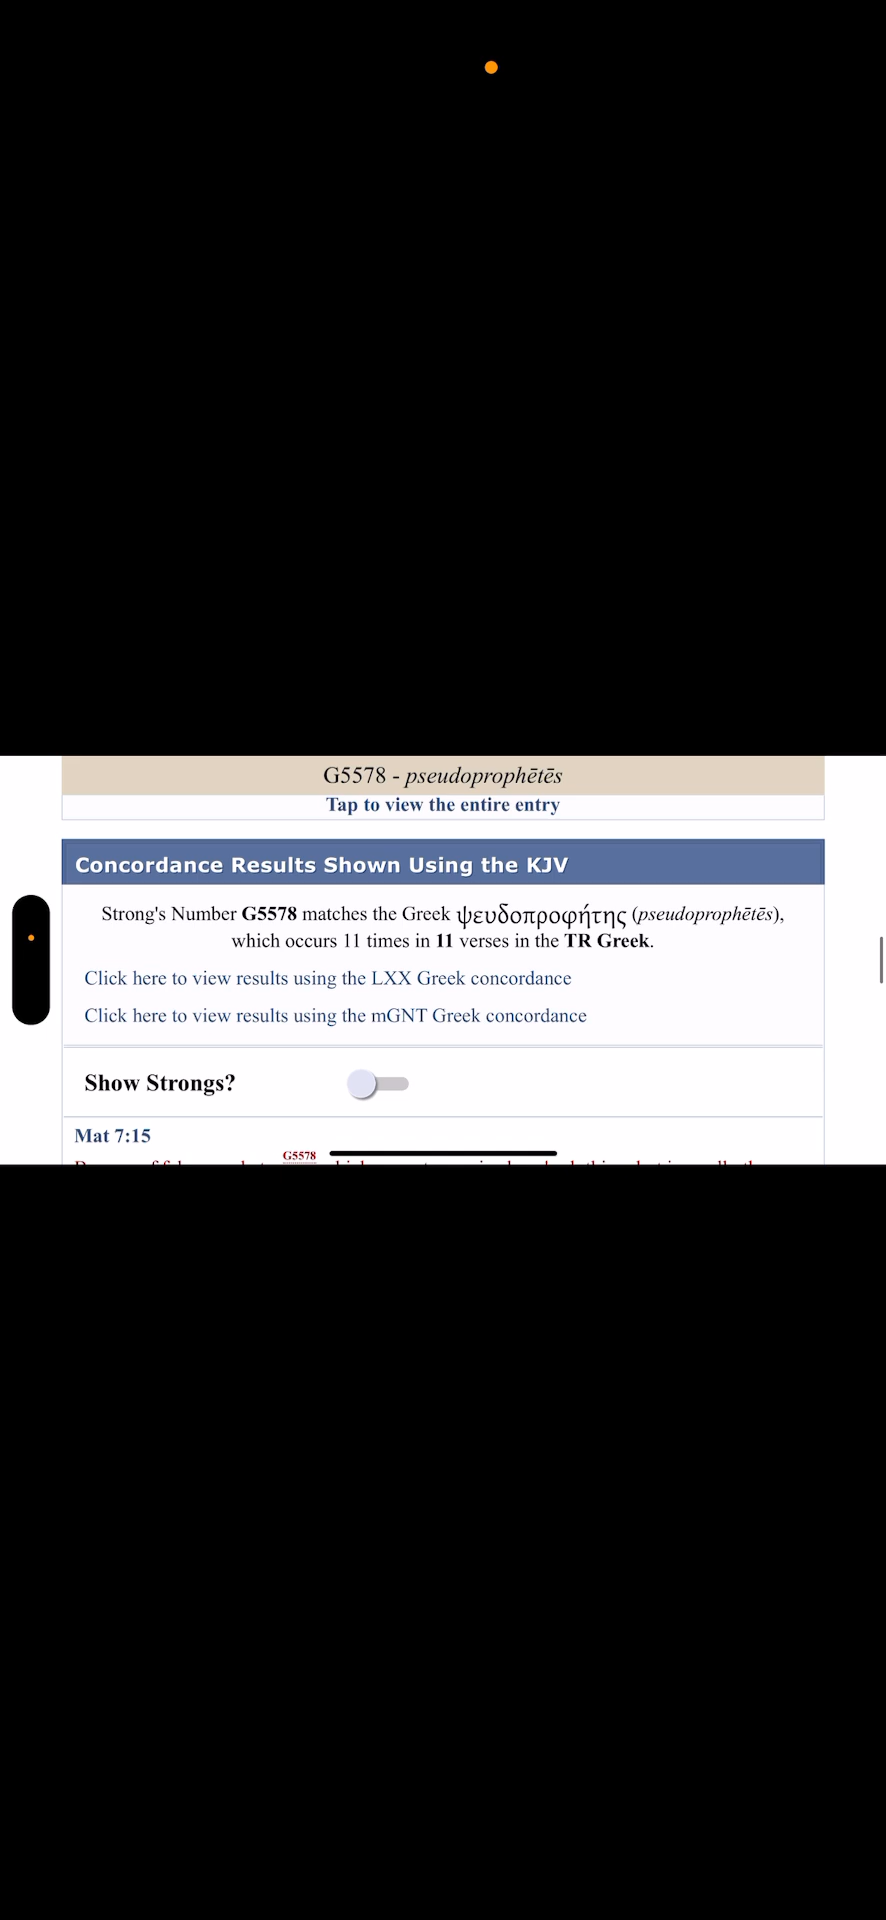 G5578 - pseudoprophētēs
Tap to view the entire entry
Concordance Results Shown Using the KJV
Strong's Number G5578 matches the Greek ψευδοπροφήτης (pseudoprophētēs),
which occurs 11 times in 11 verses in the TR Greek.
Click here to view results using the LXX Greek concordance
Click here to view results using the mGNT Greek concordance
Show Strongs?
Mat 7:15
G5578